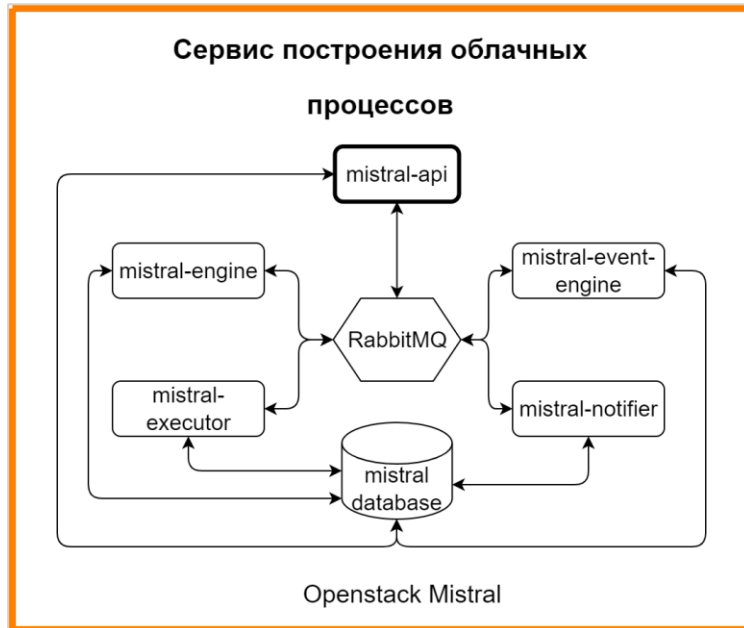 Сервис построения облачных
процессов
mistral-api
mistral-engine
mistral-event-
engine
RabbitMQ
mistral-
executor
mistral-notifier
mistral
database
Openstack Mistral